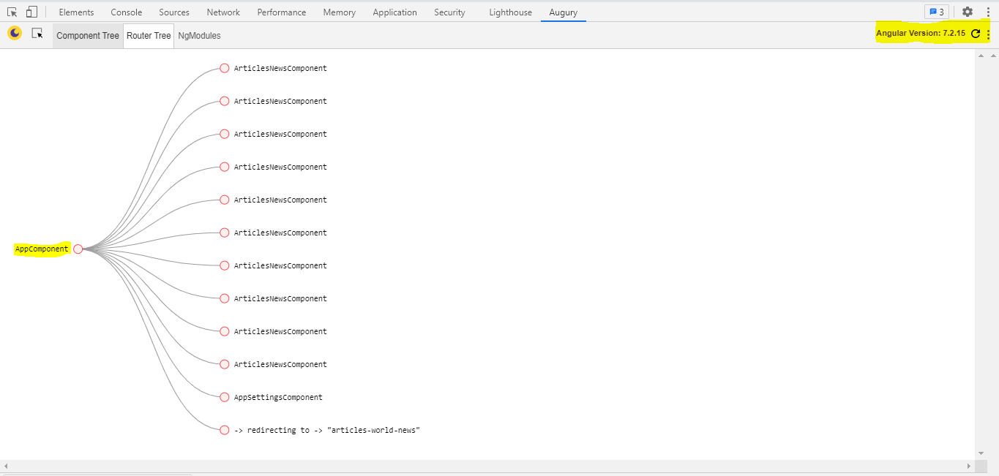 Elements Console Sources Network Performance Memory Application Security Lighthouse Augury 3
Component Tree Router Tree NgModules Angular Version: 7.2.15
ArticlesNewsComponent
ArticlesNewsComponent
ArticlesNewsComponent
ArticlesNewsComponent
ArticlesNewsComponent
ArticlesNewsComponent
AppComponent
ArticlesNewsComponent
ArticlesNewsComponent
ArticlesNewsComponent
ArticlesNewsComponent
AppSettingsComponent
-> redirecting to -> "articles-world-news"